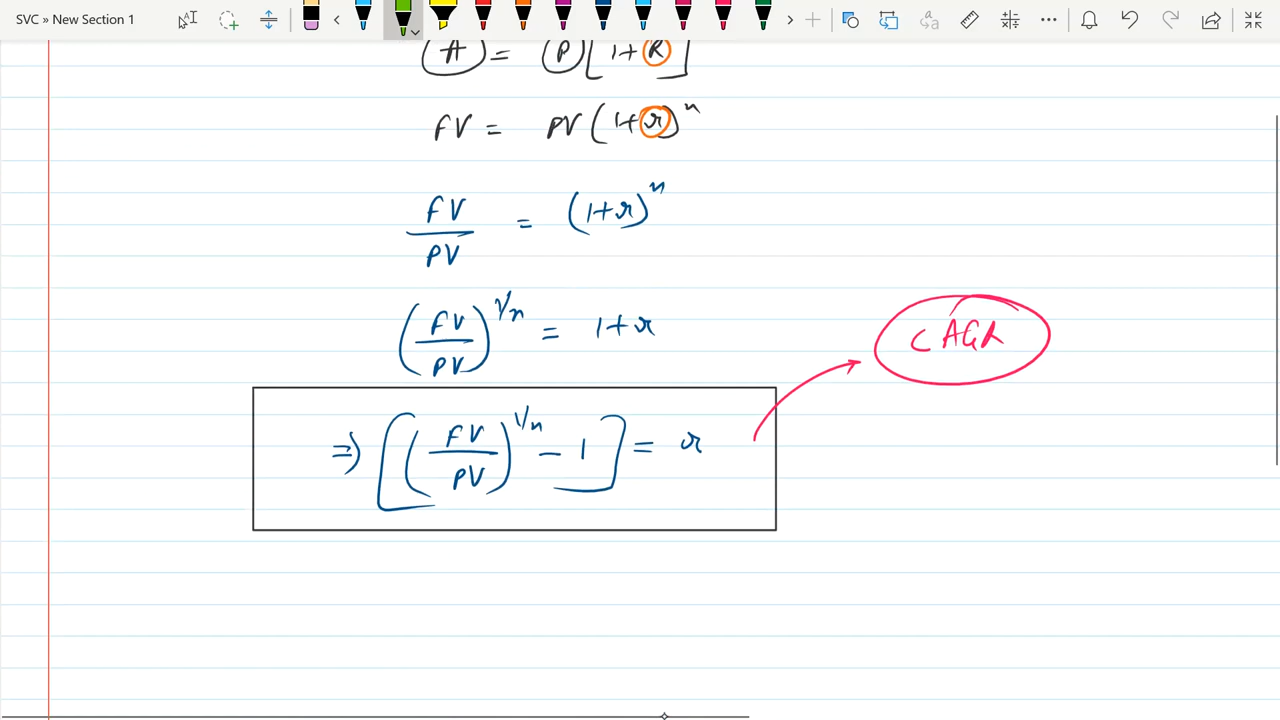 SVC » New Section 1
A = P [1 + R]
FV = PV (1+r)^n
FV/PV = (1+r)^n
(FV/PV)^1/n = 1+r
CAGR
⇒ [(FV/PV)^1/n - 1] = r